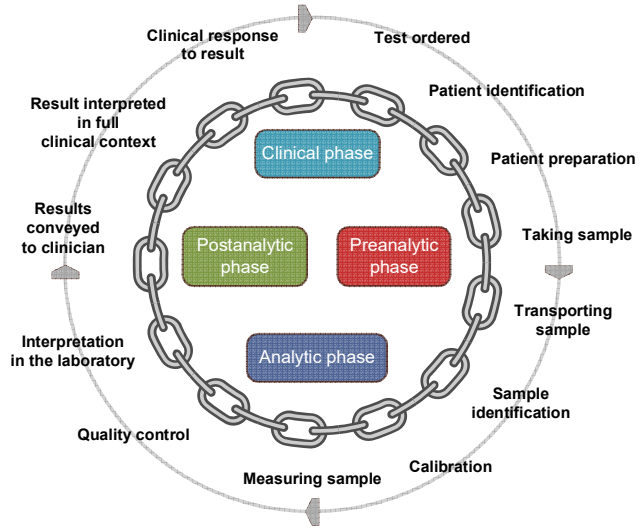 Clinical response
to result
Test ordered
Patient identification
Patient preparation
Taking sample
Transporting
sample
Sample
identification
Calibration
Measuring sample
Quality control
Interpretation
in the laboratory
Results
conveyed
to clinician
Result interpreted
in full
clinical context
Clinical phase
Postanalytic
phase
Preanalytic
phase
Analytic phase